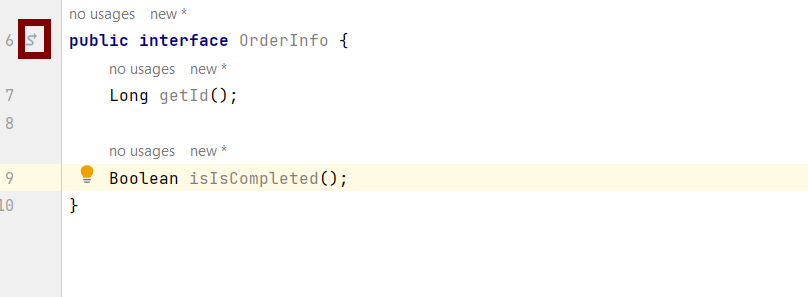 no usages new *
6 public interface OrderInfo {
no usages new *
7 Long getId();
8
no usages new *
9 Boolean isIsCompleted();
10 }